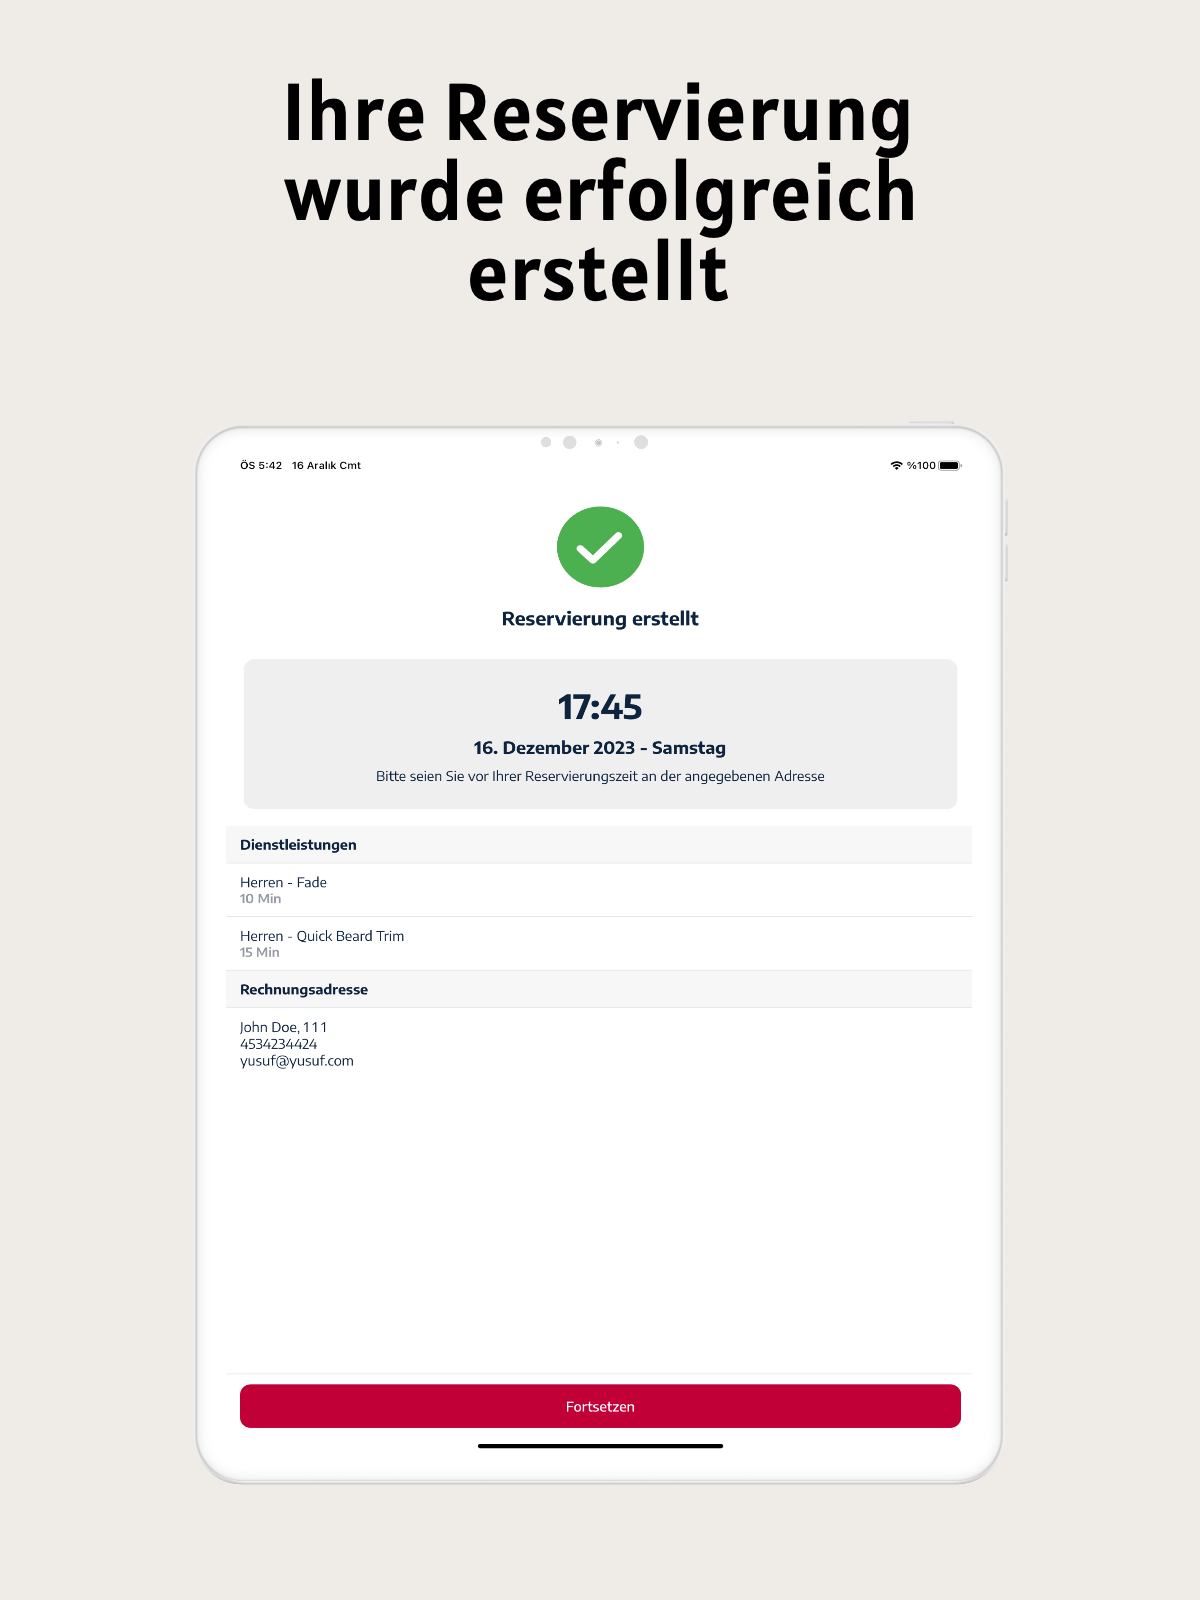 Ihre Reservierung
wurde erfolgreich
erstellt
ÖS 5:42 16 Aralık Cmt
%100
Reservierung erstellt
17:45
16. Dezember 2023 - Samstag
Bitte seien Sie vor Ihrer Reservierungszeit an der angegebenen Adresse
Dienstleistungen
Herren - Fade
10 Min
Herren - Quick Beard Trim
15 Min
Rechnungsadresse
John Doe, 111
4534234424
yusuf@yusuf.com
Fortsetzen